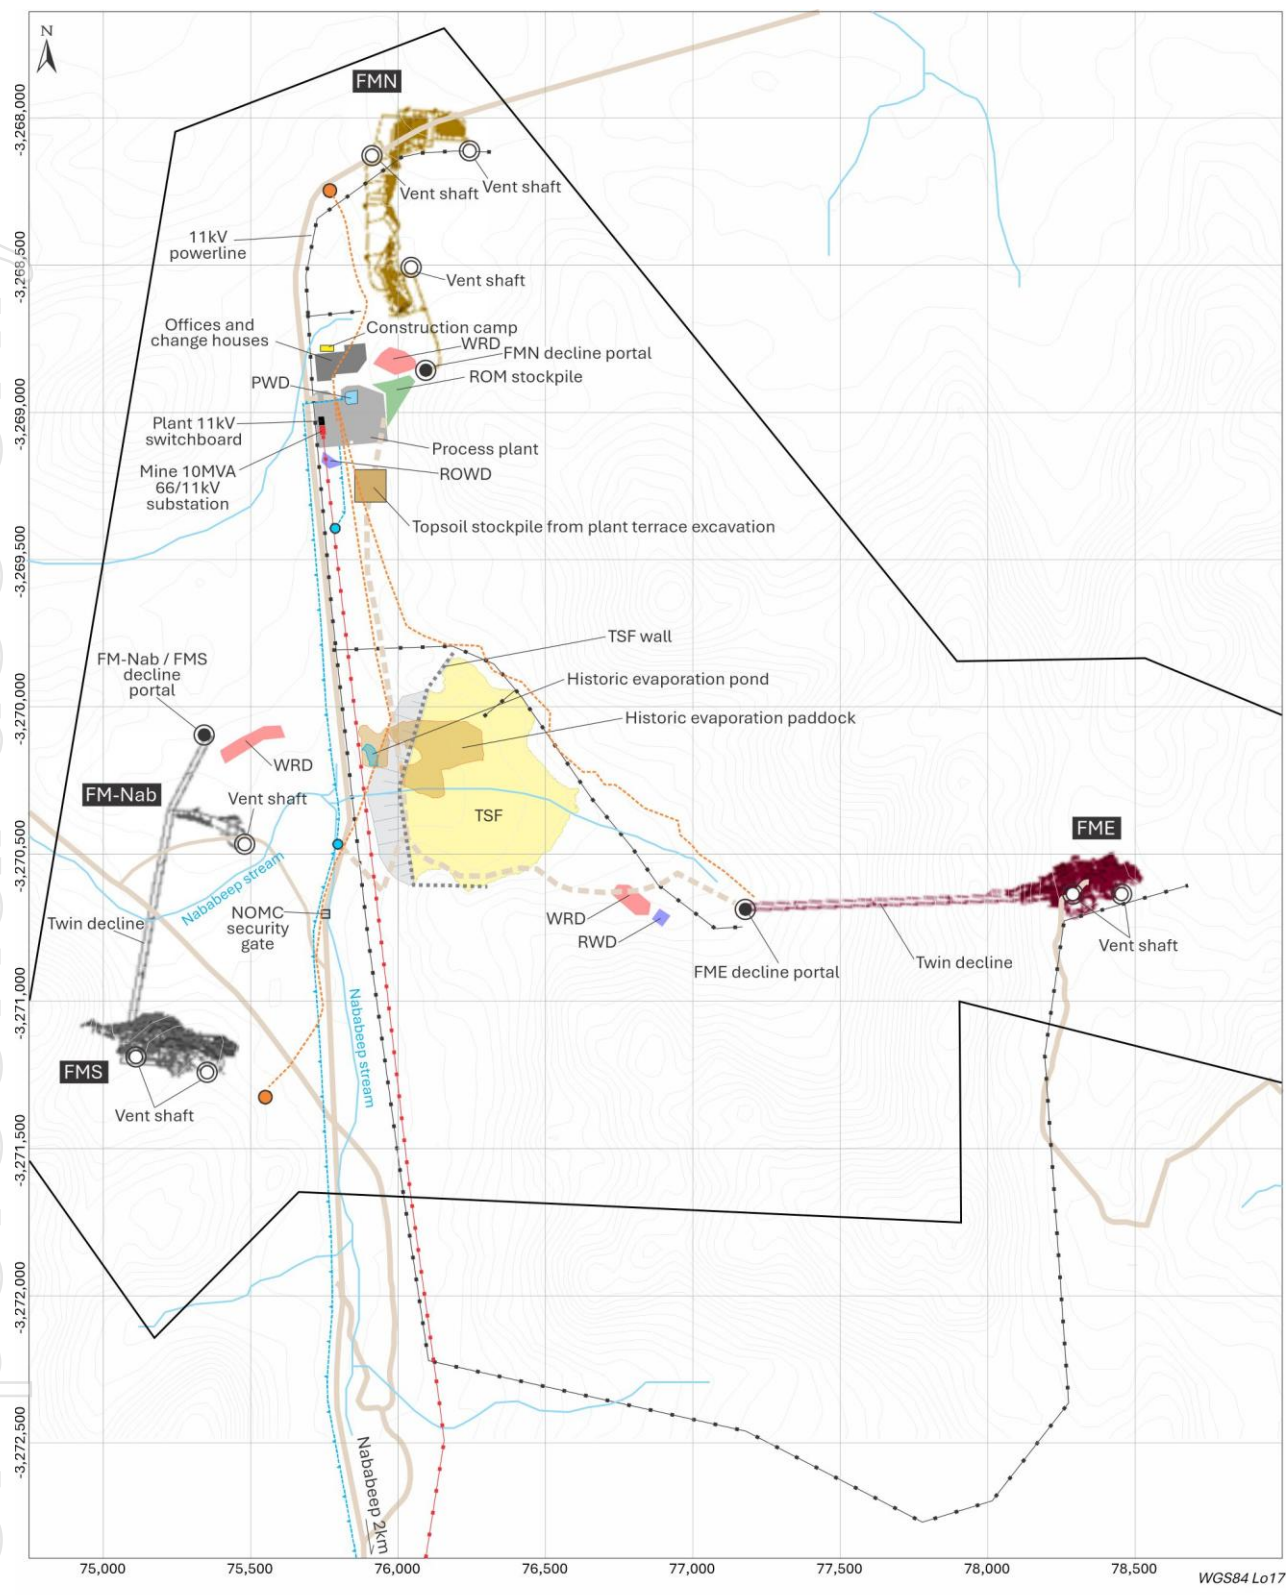 N
FMN
-3,268,000
Vent shaft
Vent shaft
11kV
powerline
-3,268,500
Vent shaft
Offices and
change houses
Construction camp
WRD
FMN decline portal
PWD
ROM stockpile
-3,269,000
Plant 11kV
switchboard
Process plant
Mine 10MVA
66/11kV
substation
ROWD
Topsoil stockpile from plant terrace excavation
-3,269,500
TSF wall
FM-Nab / FMS
decline
portal
Historic evaporation pond
-3,270,000
Historic evaporation paddock
WRD
FM-Nab
Vent shaft
TSF
FME
-3,270,500
Nababeep stream
Twin decline
NOMC
security
gate
WRD
RWD
FME decline portal
Twin decline
Vent shaft
-3,271,000
Nababeep stream
FMS
Vent shaft
-3,271,500
-3,272,000
-3,272,500
Nababeep 2km
75,000
75,500
76,000
76,500
77,000
77,500
78,000
78,500
WGS84 Lo17